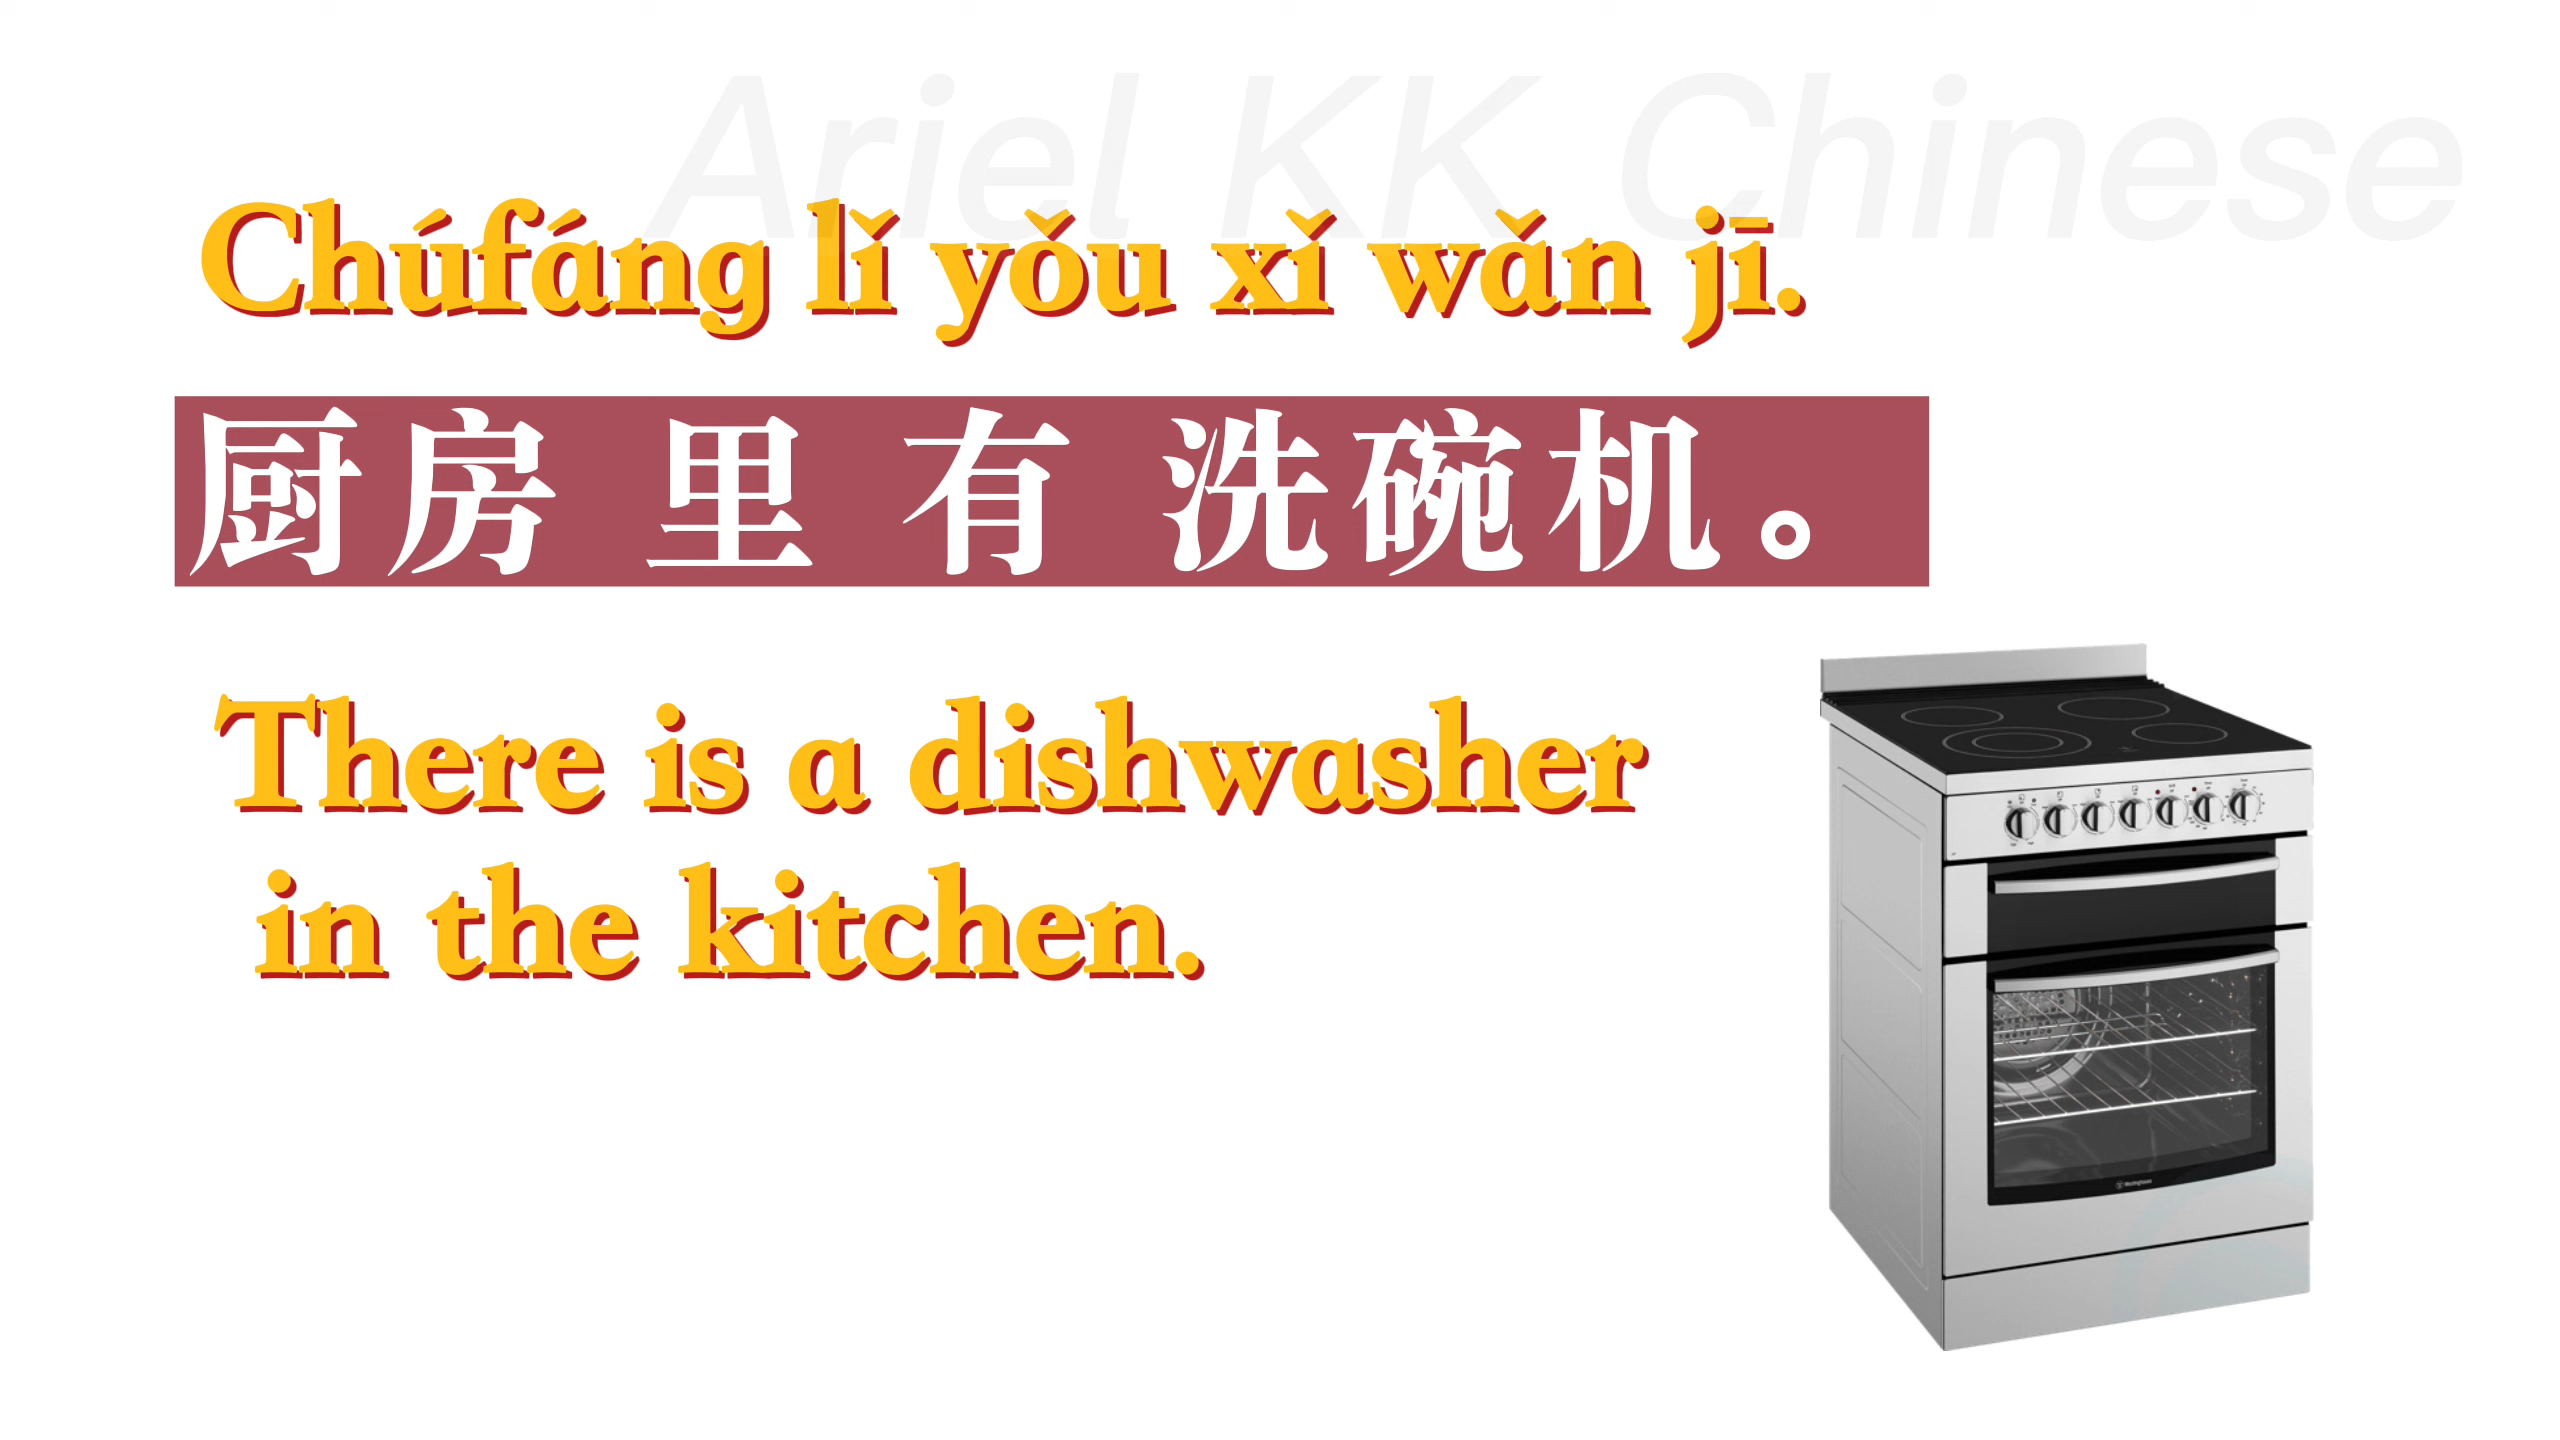 Ariel KK Chinese
Chúfáng lǐ yǒu xǐ wǎn jī.
厨房 里 有 洗碗机。
There is a dishwasher
in the kitchen.